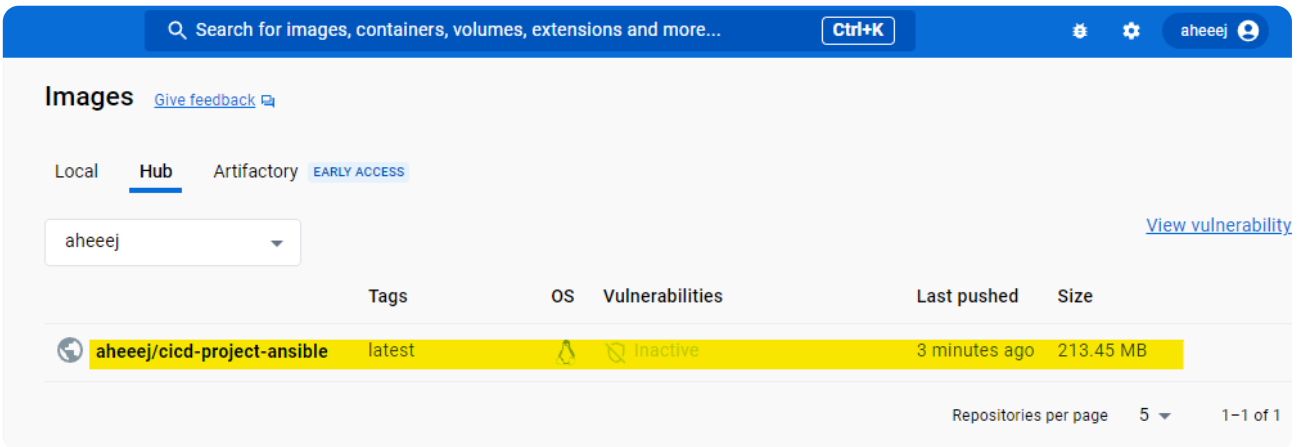 Search for images, containers, volumes, extensions and more... Ctrl+K aheeej
Images Give feedback
Local Hub Artifactory EARLY ACCESS
aheeej
View vulnerability
Tags OS Vulnerabilities Last pushed Size
aheeej/cicd-project-ansible latest Inactive 3 minutes ago 213.45 MB
Repositories per page 5 1–1 of 1